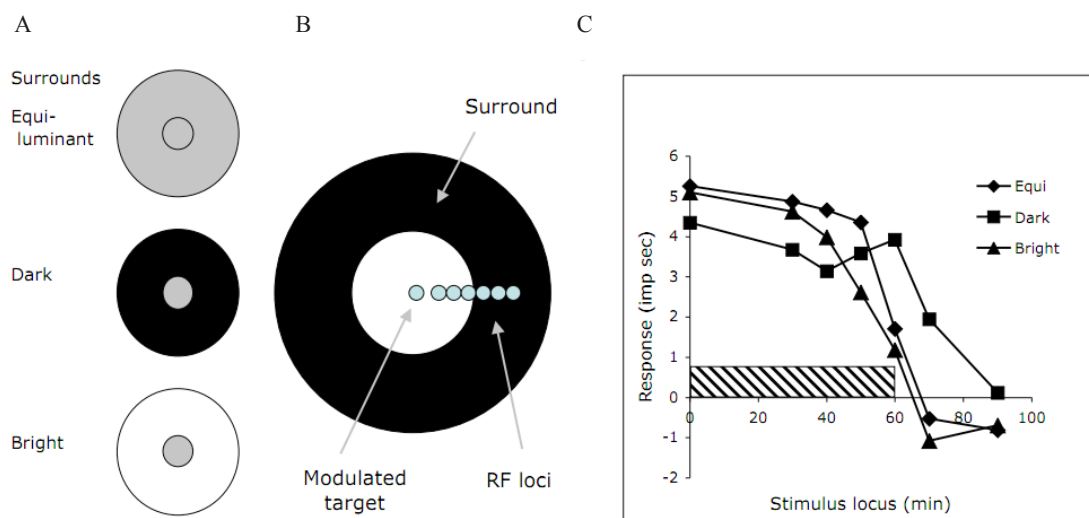 A
B
C
Surrounds
Equi-
luminant
Dark
Bright
Surround
Modulated
target
RF loci
Response (imp sec)
6
5
4
3
2
1
0
-1
-2
0
20
40
60
80
100
Equi
Dark
Bright
Stimulus locus (min)